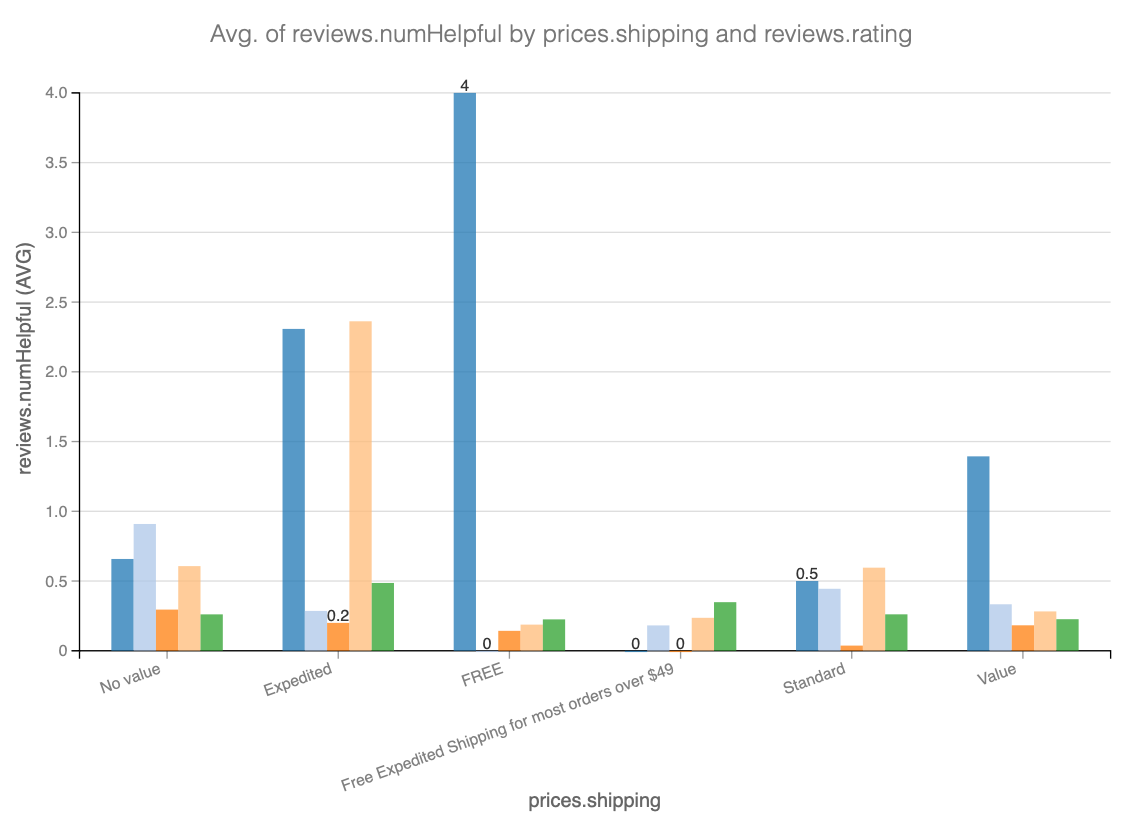 Avg. of reviews.numHelpful by prices.shipping and reviews.rating
reviews.numHelpful (AVG)
4.0
3.5
3.0
2.5
2.0
1.5
1.0
0.5
0
4
0.2
0
0
0
0.5
No value
Expedited
FREE
Free Expedited Shipping for most orders over $49
Standard
Value
prices.shipping